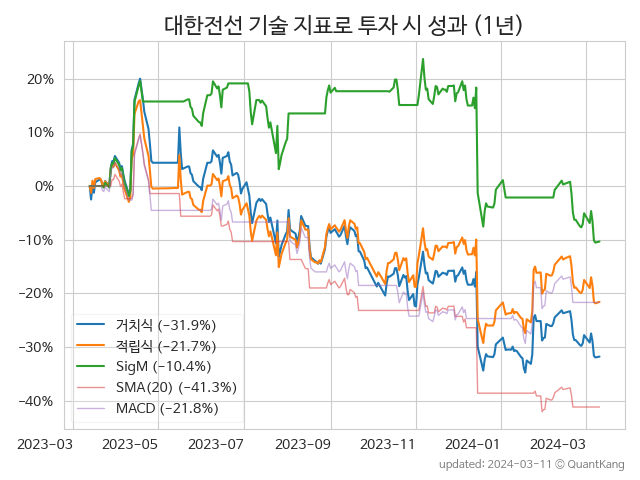 대한전선 기술 지표로 투자 시 성과 (1년)
20%
10%
0%
−10%
−20%
−30%
−40%
거치식 (−31.9%)
적립식 (−21.7%)
SigM (−10.4%)
SMA(20) (−41.3%)
MACD (−21.8%)
2023-03 2023-05 2023-07 2023-09 2023-11 2024-01 2024-03
updated: 2024-03-11 © QuantKang